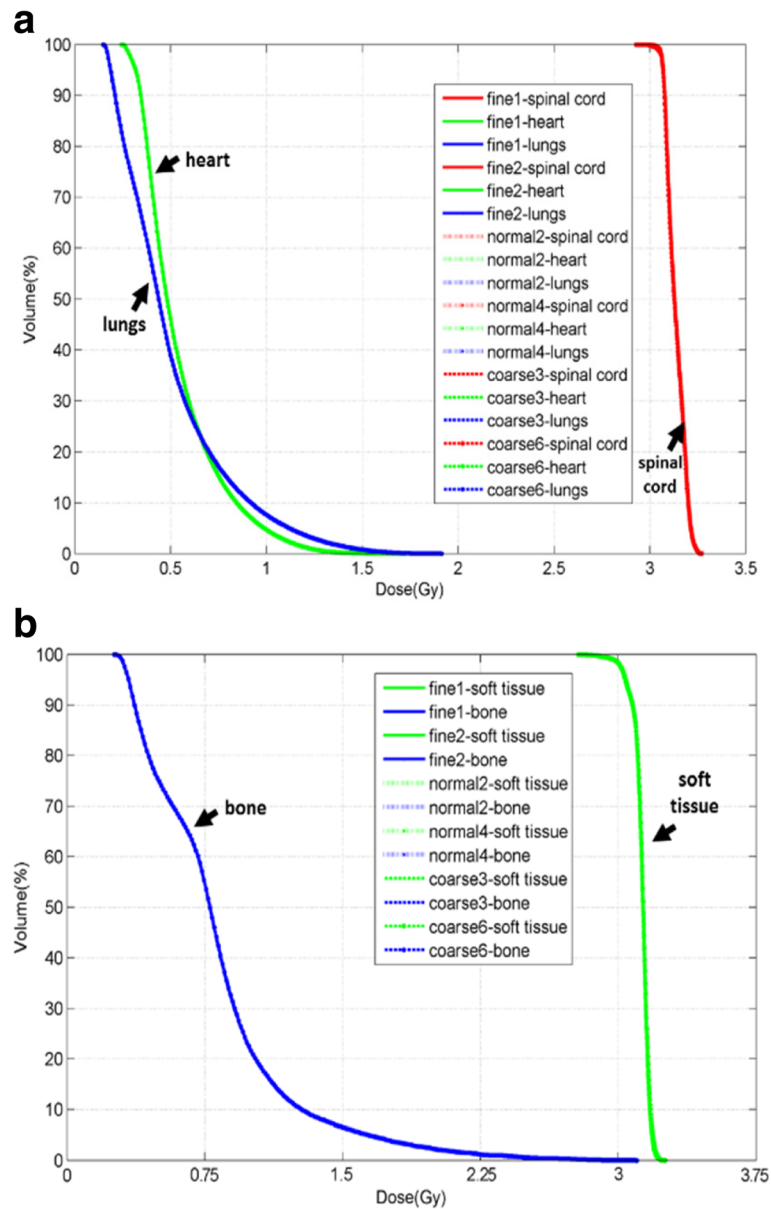 a
100
90
80
70
60
50
40
30
20
10
0
Volume(%)
heart
lungs
spinal
cord
fine1-spinal cord
fine1-heart
fine1-lungs
fine2-spinal cord
fine2-heart
fine2-lungs
normal2-spinal cord
normal2-heart
normal2-lungs
normal4-spinal cord
normal4-heart
normal4-lungs
coarse3-spinal cord
coarse3-heart
coarse3-lungs
coarse6-spinal cord
coarse6-heart
coarse6-lungs
0 0.5 1 1.5 2 2.5 3 3.5
Dose(Gy)
b
100
90
80
70
60
50
40
30
20
10
0
Volume(%)
bone
soft
tissue
fine1-soft tissue
fine1-bone
fine2-soft tissue
fine2-bone
normal2-soft tissue
normal2-bone
normal4-soft tissue
normal4-bone
coarse3-soft tissue
coarse3-bone
coarse6-soft tissue
coarse6-bone
0 0.75 1.5 2.25 3 3.75
Dose(Gy)